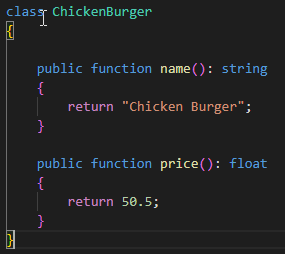 class ChickenBurger
{
    public function name(): string
    {
        return "Chicken Burger";
    }
    public function price(): float
    {
        return 50.5;
    }
}